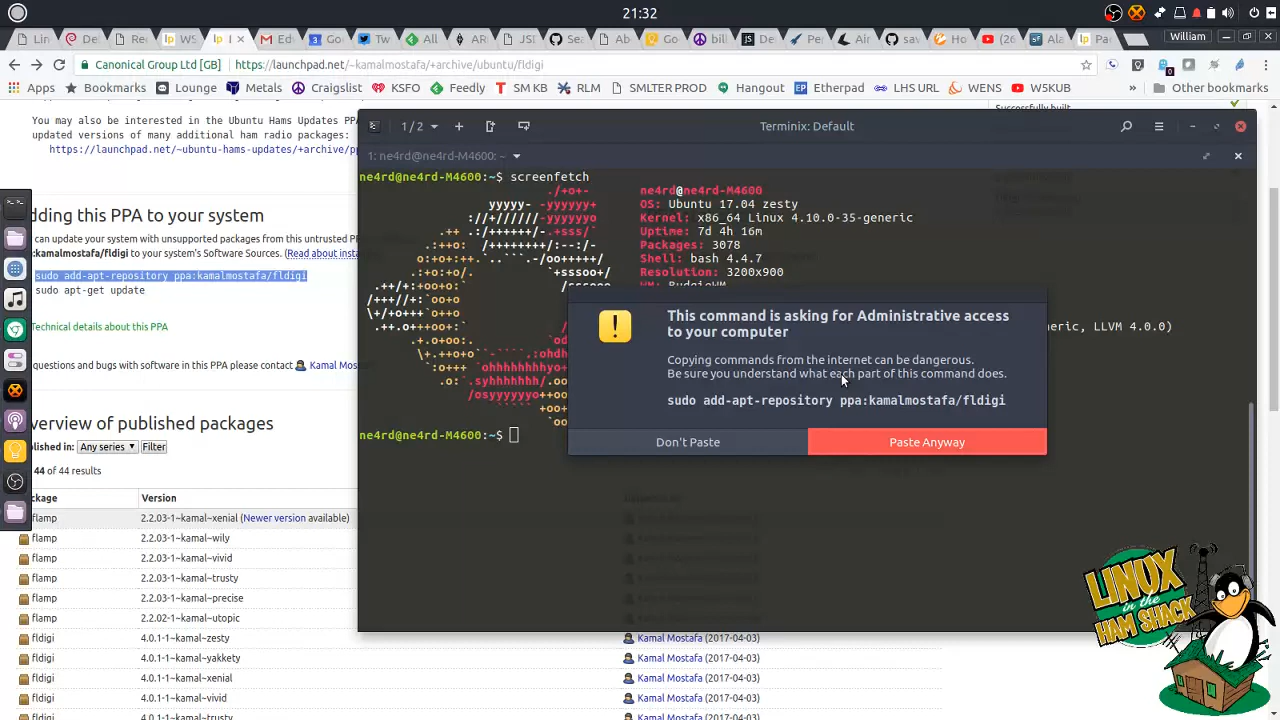 21:32
William
Canonical Group Ltd [GB]
https://launchpad.net/~kamalmostafa/+archive/ubuntu/fldigi
Apps
Bookmarks
Lounge
Metals
Craigslist
KSFO
Feedly
SM KB
RLM
SMLTER PROD
Hangout
Etherpad
LHS URL
WENS
W5KUB
Other bookmarks
You may also be interested in the Ubuntu Hams Updates PPA
updated versions of many additional ham radio packages:
https://launchpad.net/~ubuntu-hams-updates/+archive/pp
Successfully built
dding this PPA to your system
can update your system with unsupported packages from this untrusted PP
:kamalmostafa/fldigi to your system's Software Sources. (Read about insta
sudo add-apt-repository ppa:kamalmostafa/fldigi
sudo apt-get update
Technical details about this PPA
questions and bugs with software in this PPA please contact Kamal Mosta
verview of published packages
lished in: Any series Filter
44 of 44 results
ckage Version
flamp 2.2.03-1~kamal~xenial (Newer version available)
flamp 2.2.03-1~kamal~wily
flamp 2.2.03-1~kamal~vivid
flamp 2.2.03-1~kamal~trusty
flamp 2.2.03-1~kamal~precise
flamp 2.2.02-1~kamal~utopic
fldigi 4.0.1-1~kamal~zesty Kamal Mostafa (2017-04-03)
fldigi 4.0.1-1~kamal~yakkety Kamal Mostafa (2017-04-03)
fldigi 4.0.1-1~kamal~xenial Kamal Mostafa (2017-04-03)
fldigi 4.0.1-1~kamal~vivid Kamal Mostafa (2017-04-03)
fldigi 4.0.1-1~kamal~trusty Kamal Mostafa (2017-04-03)
1 / 2
Terminix: Default
1: ne4rd@ne4rd-M4600: ~
ne4rd@ne4rd-M4600:~$ screenfetch
ne4rd@ne4rd-M4600
OS: Ubuntu 17.04 zesty
Kernel: x86_64 Linux 4.10.0-35-generic
Uptime: 7d 4h 16m
Packages: 3078
Shell: bash 4.4.7
Resolution: 3200x900
WM: BudgieWM
neric, LLVM 4.0.0)
ne4rd@ne4rd-M4600:~$
This command is asking for Administrative access
to your computer
Copying commands from the internet can be dangerous.
Be sure you understand what each part of this command does.
sudo add-apt-repository ppa:kamalmostafa/fldigi
Don't Paste
Paste Anyway
LINUX
in the
HAM SHACK